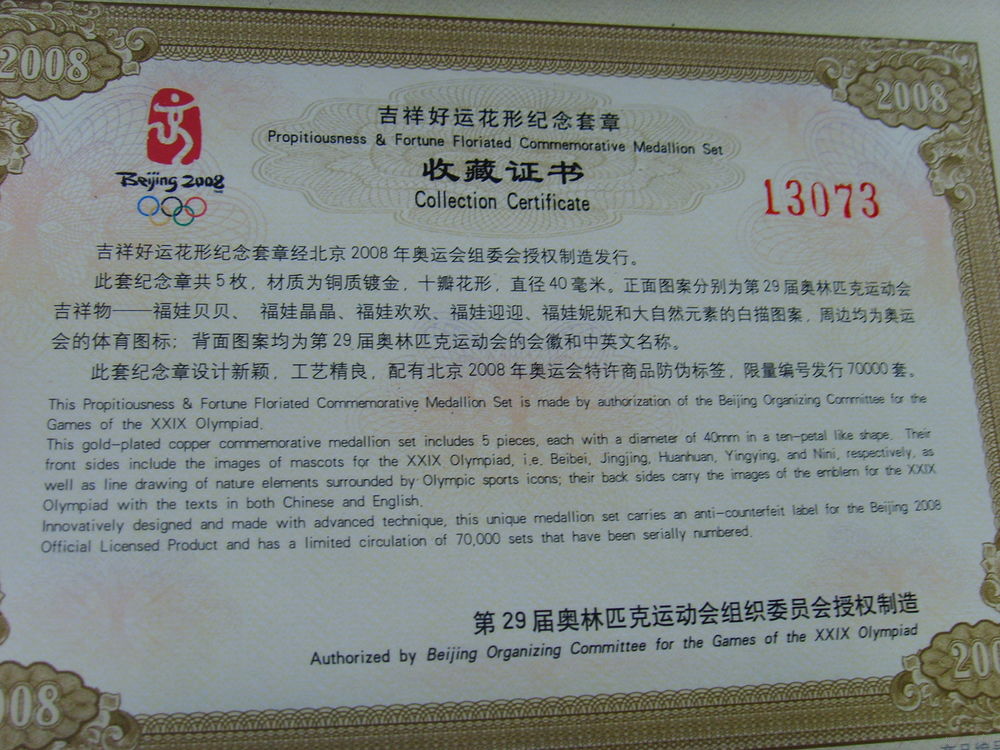 2008
2008
吉祥好运花形纪念套章
Propitiousness & Fortune Floriated Commemorative Medallion Set
收藏证书
Collection Certificate
Beijing 2008
13073
吉祥好运花形纪念套章经北京2008年奥运会组委会授权制造发行。
此套纪念章共5枚，材质为铜质镀金，十瓣花形，直径40毫米。正面图案分别为第29届奥林匹克运动会
吉祥物——福娃贝贝、福娃晶晶、福娃欢欢、福娃迎迎、福娃妮妮和大自然元素的白描图案，周边均为奥运
会的体育图标；背面图案均为第29届奥林匹克运动会的会徽和中英文名称。
此套纪念章设计新颖，工艺精良，配有北京2008年奥运会特许商品防伪标签，限量编号发行70000套。
This Propitiousness & Fortune Floriated Commemorative Medallion Set is made by authorization of the Beijing Organizing Committee for the
Games of the XXIX Olympiad.
This gold-plated copper commemorative medallion set includes 5 pieces, each with a diameter of 40mm in a ten-petal like shape. Their
front sides include the images of mascots for the XXIX Olympiad, i.e. Beibei, Jingjing, Huanhuan, Yingying, and Nini, respectively, as
well as line drawing of nature elements surrounded by Olympic sports icons; their back sides carry the images of the emblem for the XXIX
Olympiad with the texts in both Chinese and English.
Innovatively designed and made with advanced technique, this unique medallion set carries an anti-counterfeit label for the Beijing 2008
Official Licensed Product and has a limited circulation of 70,000 sets that have been serially numbered.
第29届奥林匹克运动会组织委员会授权制造
Authorized by Beijing Organizing Committee for the Games of the XXIX Olympiad
008
200